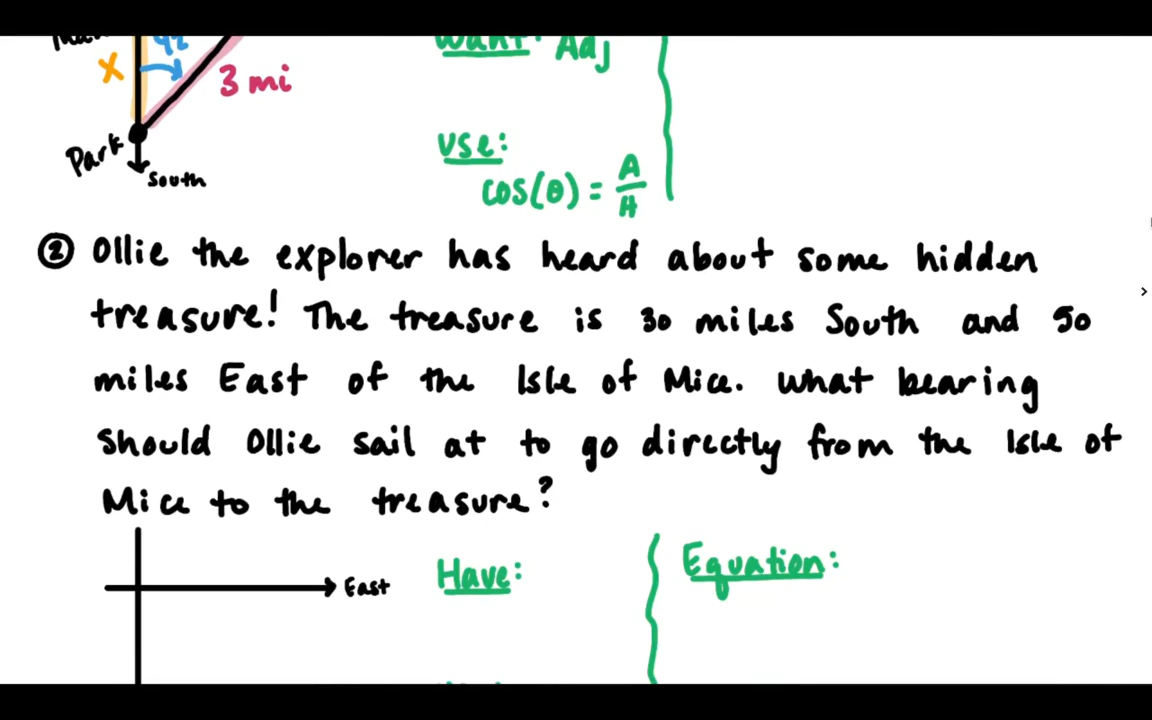 x
3 mi
Adj
Park
South
use:
cos(θ) = A/H
② Ollie the explorer has heard about some hidden
treasure! The treasure is 30 miles South and 50
miles East of the Isle of Mice. What bearing
should Ollie sail at to go directly from the Isle of
Mice to the treasure?
East
Have:
Equation: